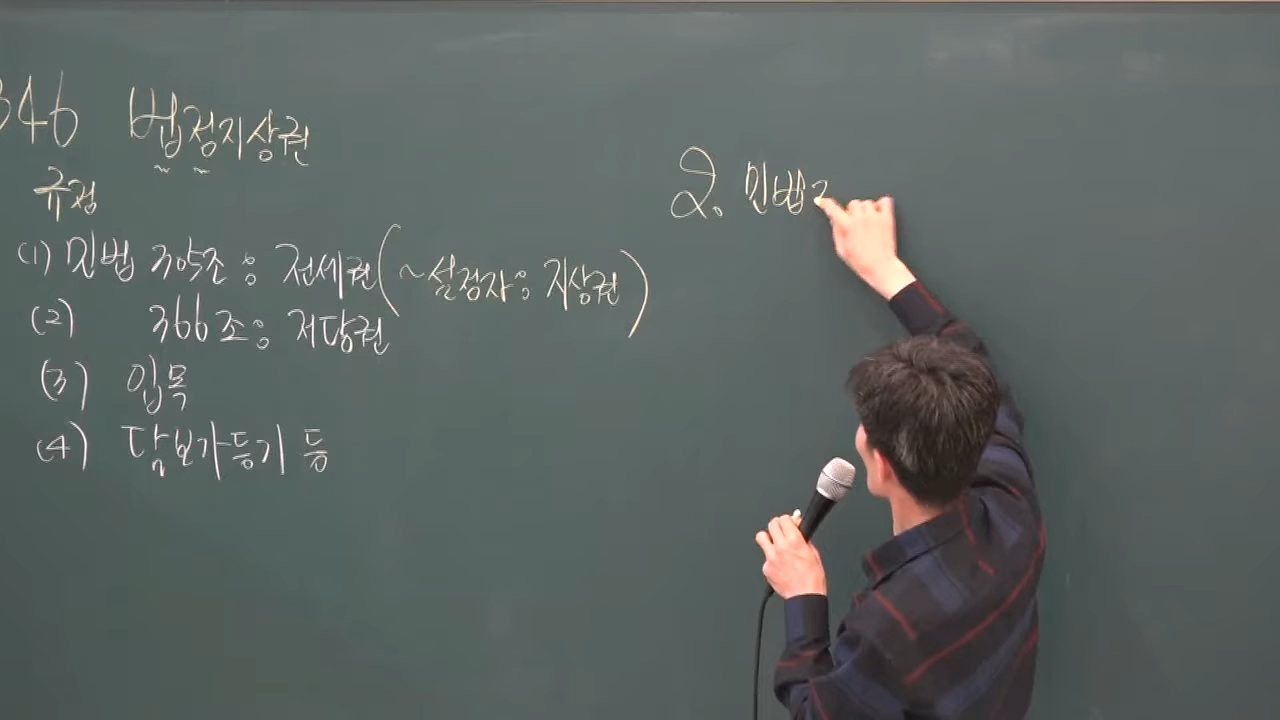 346 법정지상권
규정
(1) 민법 305조 : 전세권(~설정자 : 지상권)
(2) 366조 : 저당권
(3) 입목
(4) 담보가등기 등
2. 민법